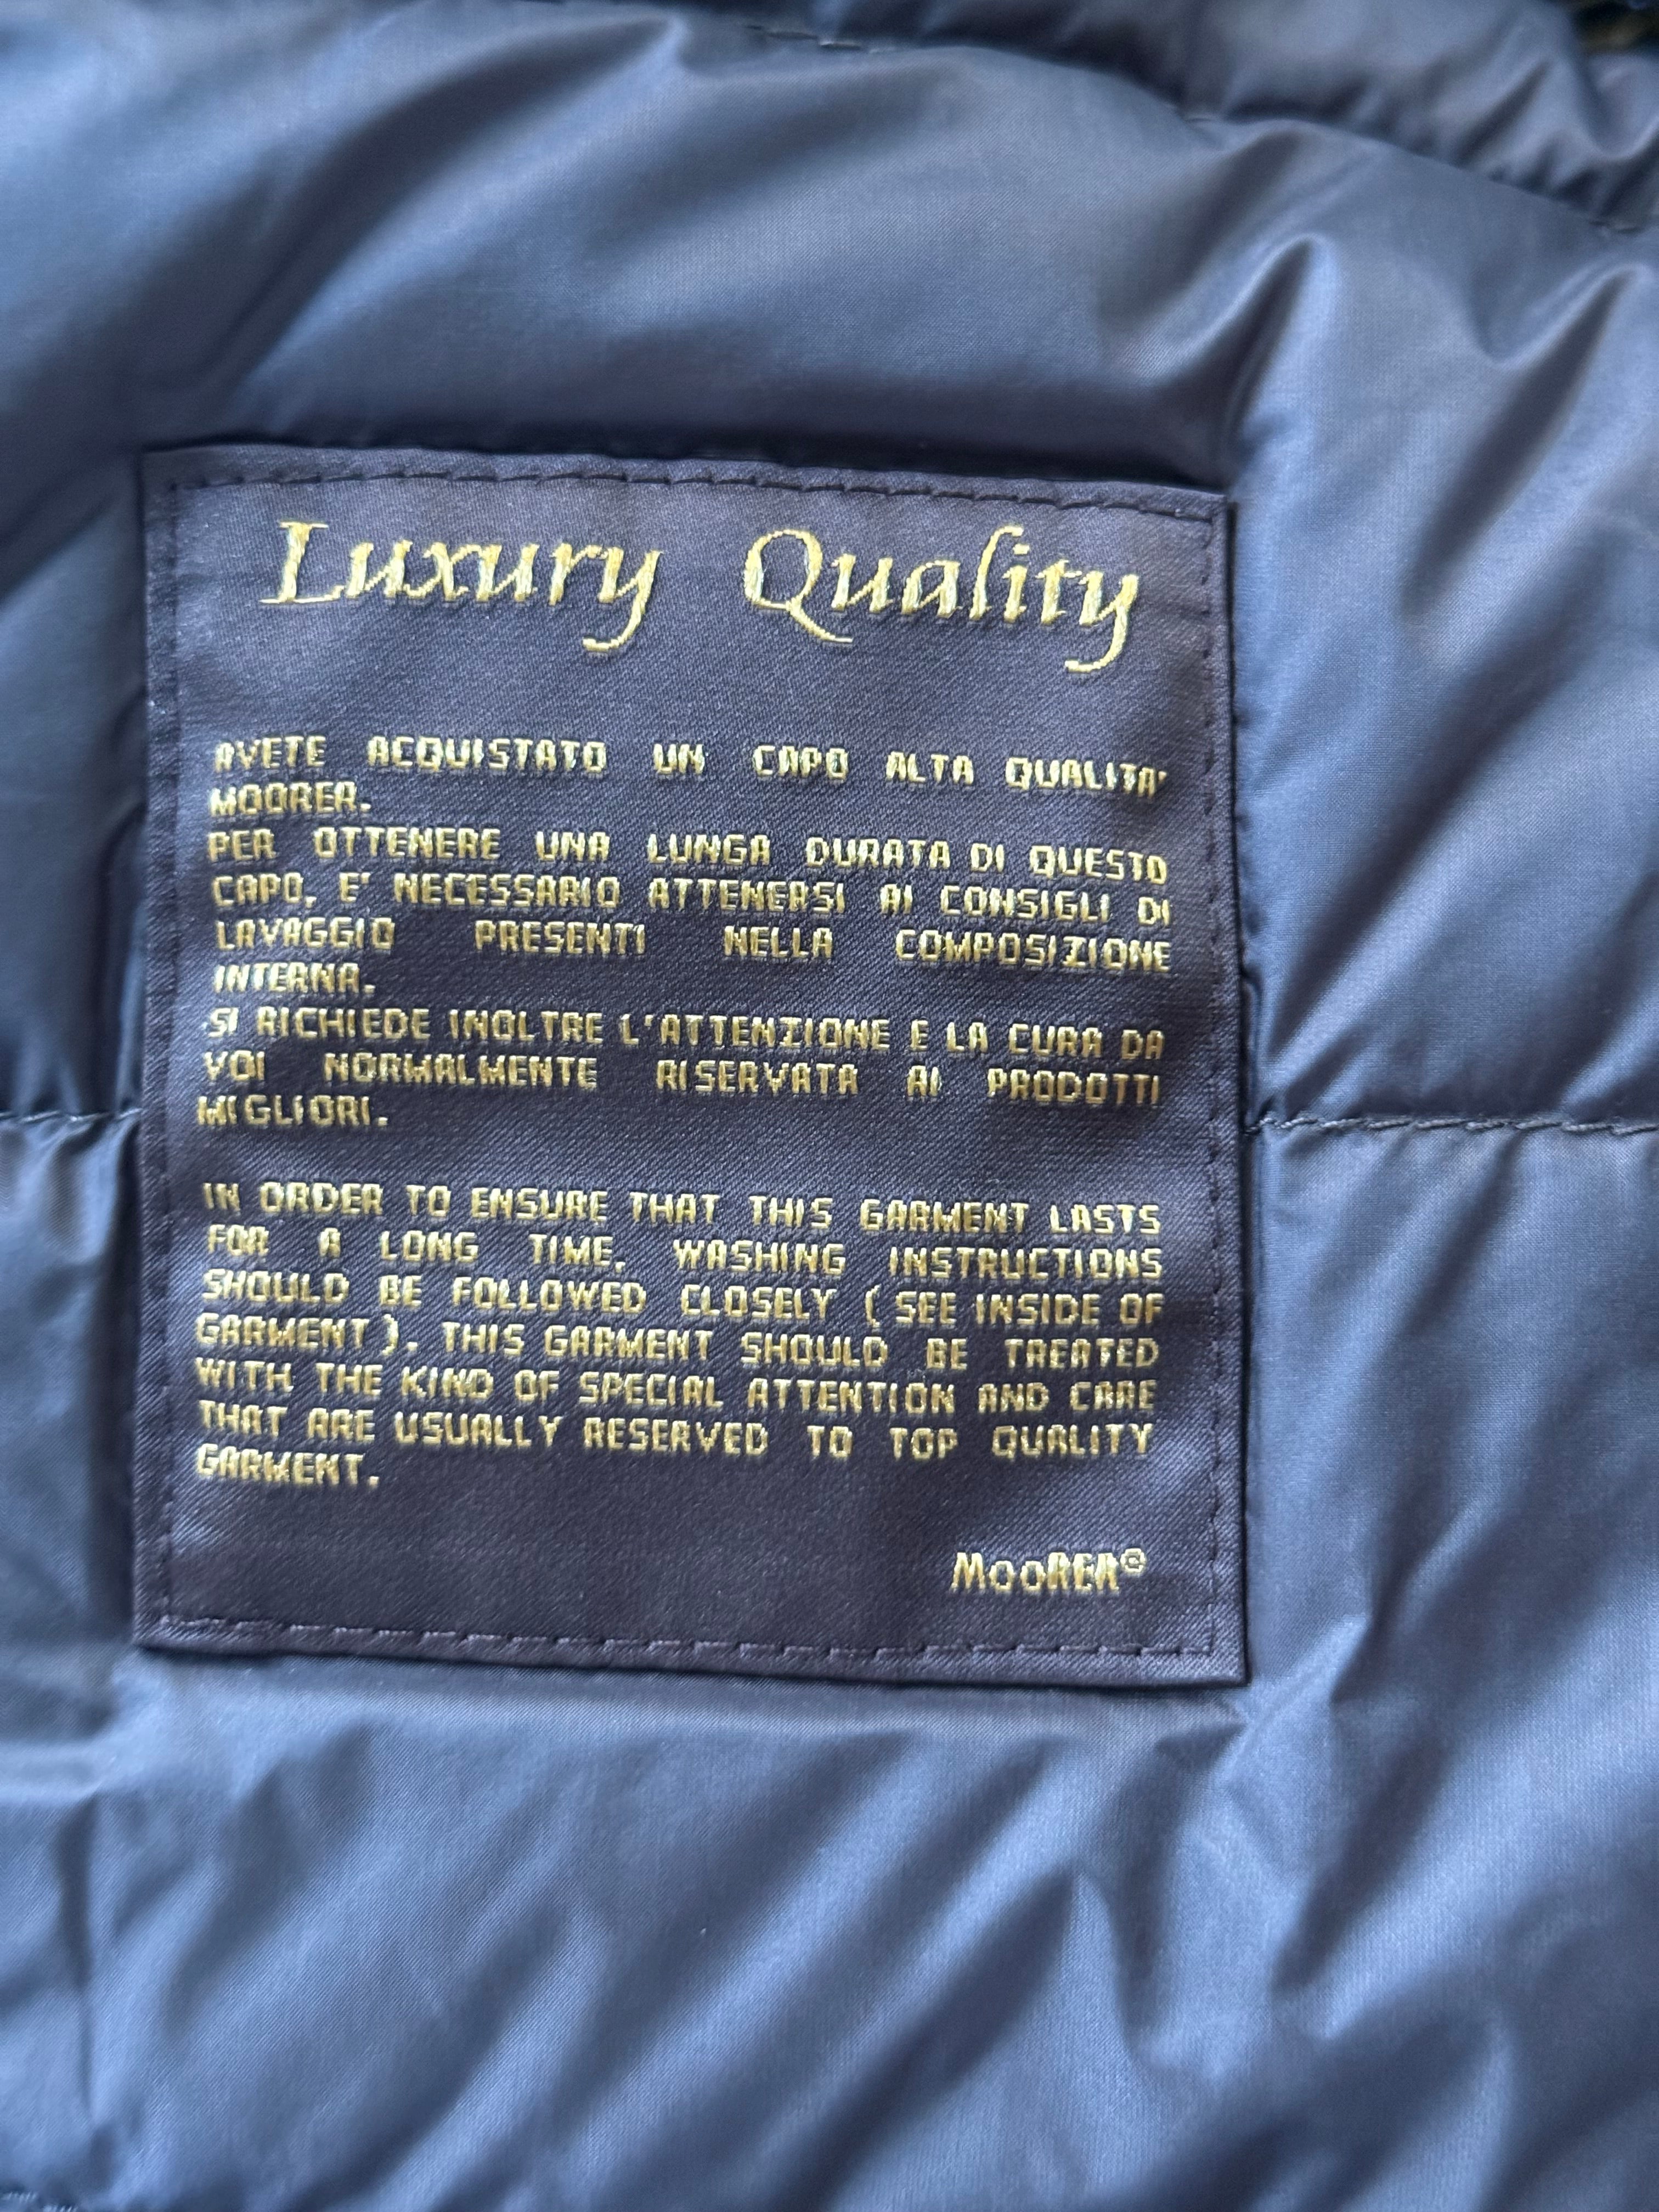 Luxury Quality
AVETE ACQUISTATO UN CAPO ALTA QUALITA'
MOORER.
PER OTTENERE UNA LUNGA DURATA DI QUESTO
CAPO, E' NECESSARIO ATTENERSI AI CONSIGLI DI
LAVAGGIO PRESENTI NELLA COMPOSIZIONE
INTERNA.
SI RICHIEDE INOLTRE L'ATTENZIONE E LA CURA DA
VOI NORMALMENTE RISERVATA AI PRODOTTI
MIGLIORI.
IN ORDER TO ENSURE THAT THIS GARMENT LASTS
FOR A LONG TIME, WASHING INSTRUCTIONS
SHOULD BE FOLLOWED CLOSELY ( SEE INSIDE OF
GARMENT ). THIS GARMENT SHOULD BE TREATED
WITH THE KIND OF SPECIAL ATTENTION AND CARE
THAT ARE USUALLY RESERVED TO TOP QUALITY
GARMENT.
MOORER©